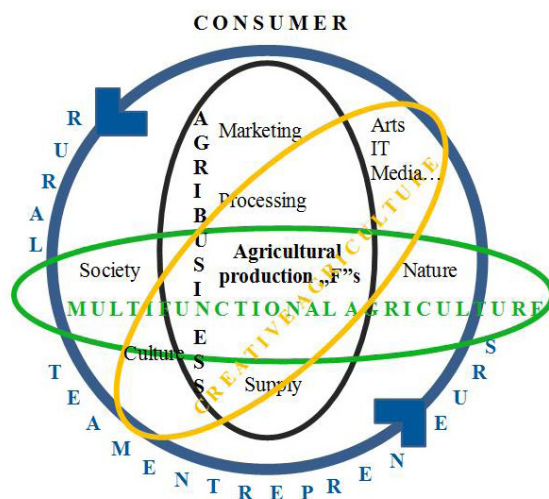 CONSUMER
RURAL TEAM ENTREPRENEURS
AGRIBUSINESS
Marketing
Arts
IT
Media...
Processing
CREATIVE AGRICULTURE
Society
Agricultural
production „F"s
Nature
MULTIFUNCTIONAL AGRICULTURE
Culture
Supply